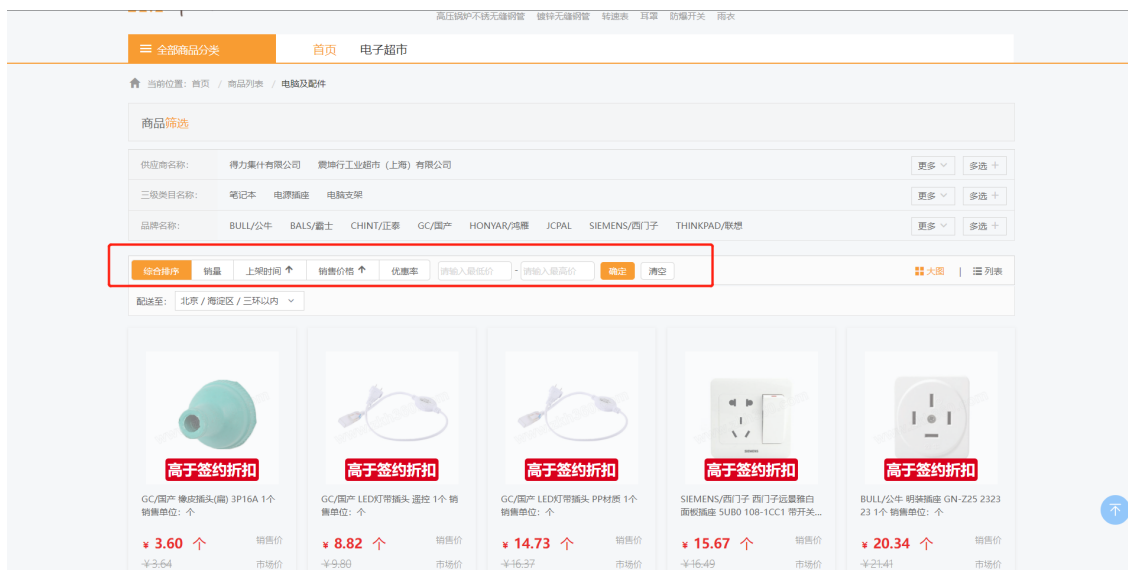 高压锅炉不锈无缝钢管 镀锌无缝钢管 转速表 耳罩 防爆开关 雨衣
全部商品分类 首页 电子超市
当前位置：首页 / 商品列表 / 电脑及配件
商品筛选
供应商名称： 得力集什有限公司 震坤行工业超市（上海）有限公司 更多 多选 +
三级类目名称： 笔记本 电源插座 电脑支架 更多 多选 +
品牌名称： BULL/公牛 BALS/霸士 CHINT/正泰 GC/国产 HONYAR/鸿雁 JCPAL SIEMENS/西门子 THINKPAD/联想 更多 多选 +
综合排序 销量 上架时间 ↑ 销售价格 ↑ 优惠率 请输入最低价 - 请输入最高价 确定 清空 大图 | 列表
配送至： 北京 / 海淀区 / 三环以内
高于签约折扣 高于签约折扣 高于签约折扣 高于签约折扣 高于签约折扣
GC/国产 橡皮插头(扁) 3P16A 1个
销售单位：个
GC/国产 LED灯带插头 遥控 1个 销
售单位：个
GC/国产 LED灯带插头 PP材质 1个
销售单位：个
SIEMENS/西门子 西门子远景雅白
面板插座 5UB0 108-1CC1 带开关...
BULL/公牛 明装插座 GN-Z25 2323
23 1个 销售单位：个
¥ 3.60 个 销售价 ¥ 8.82 个 销售价 ¥ 14.73 个 销售价 ¥ 15.67 个 销售价 ¥ 20.34 个 销售价
¥3.64 市场价 ¥9.80 市场价 ¥16.37 市场价 ¥16.49 市场价 ¥21.41 市场价